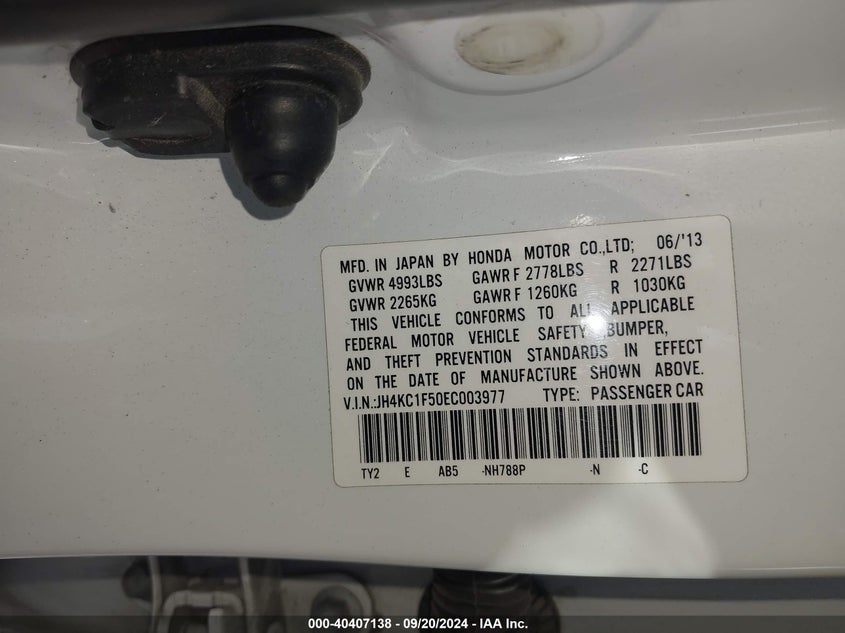 MFD. IN JAPAN BY HONDA MOTOR CO.,LTD; 06/'13
GVWR 4993LBS GAWR F 2778LBS R 2271LBS
GVWR 2265KG GAWR F 1260KG R 1030KG
THIS VEHICLE CONFORMS TO ALL APPLICABLE
FEDERAL MOTOR VEHICLE SAFETY, BUMPER,
AND THEFT PREVENTION STANDARDS IN EFFECT
ON THE DATE OF MANUFACTURE SHOWN ABOVE.
V.I.N.:JH4KC1F50EC003977 TYPE: PASSENGER CAR
TY2 E AB5 -NH788P -N -C
000-40407138 - 09/20/2024 - IAA Inc.